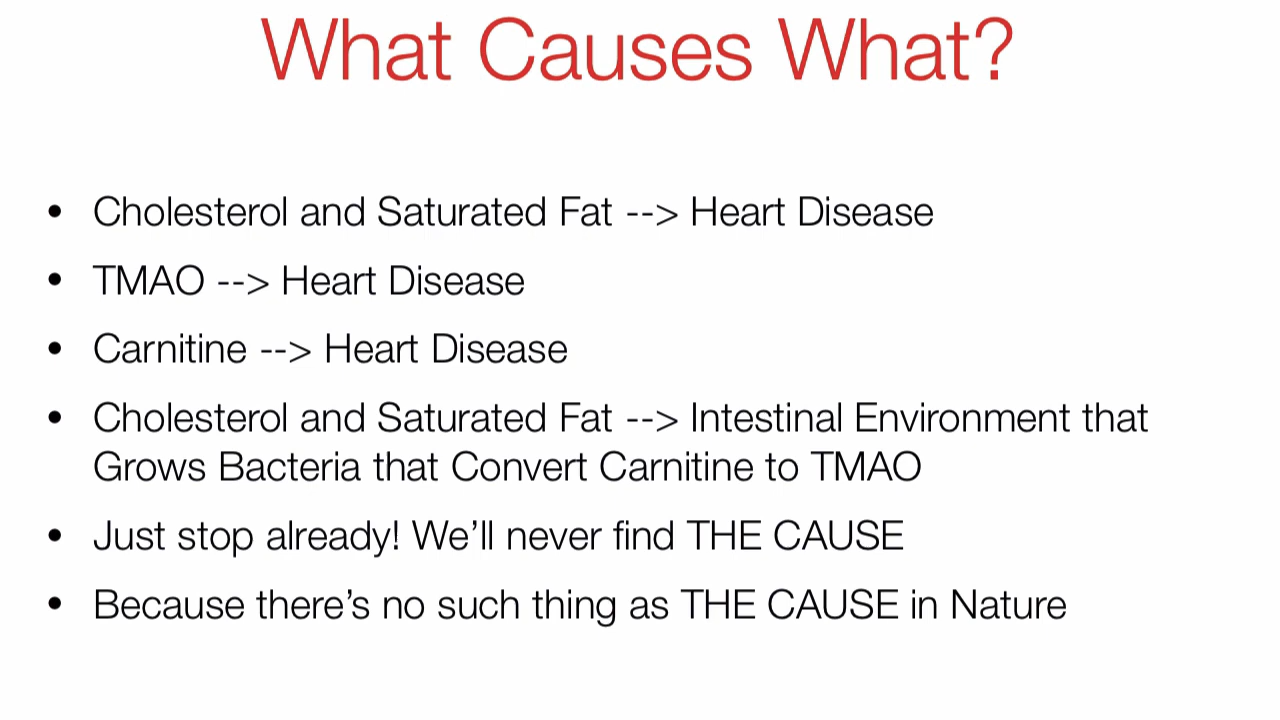 What Causes What?
• Cholesterol and Saturated Fat --> Heart Disease
• TMAO --> Heart Disease
• Carnitine --> Heart Disease
• Cholesterol and Saturated Fat --> Intestinal Environment that
Grows Bacteria that Convert Carnitine to TMAO
• Just stop already! We’ll never find THE CAUSE
• Because there’s no such thing as THE CAUSE in Nature